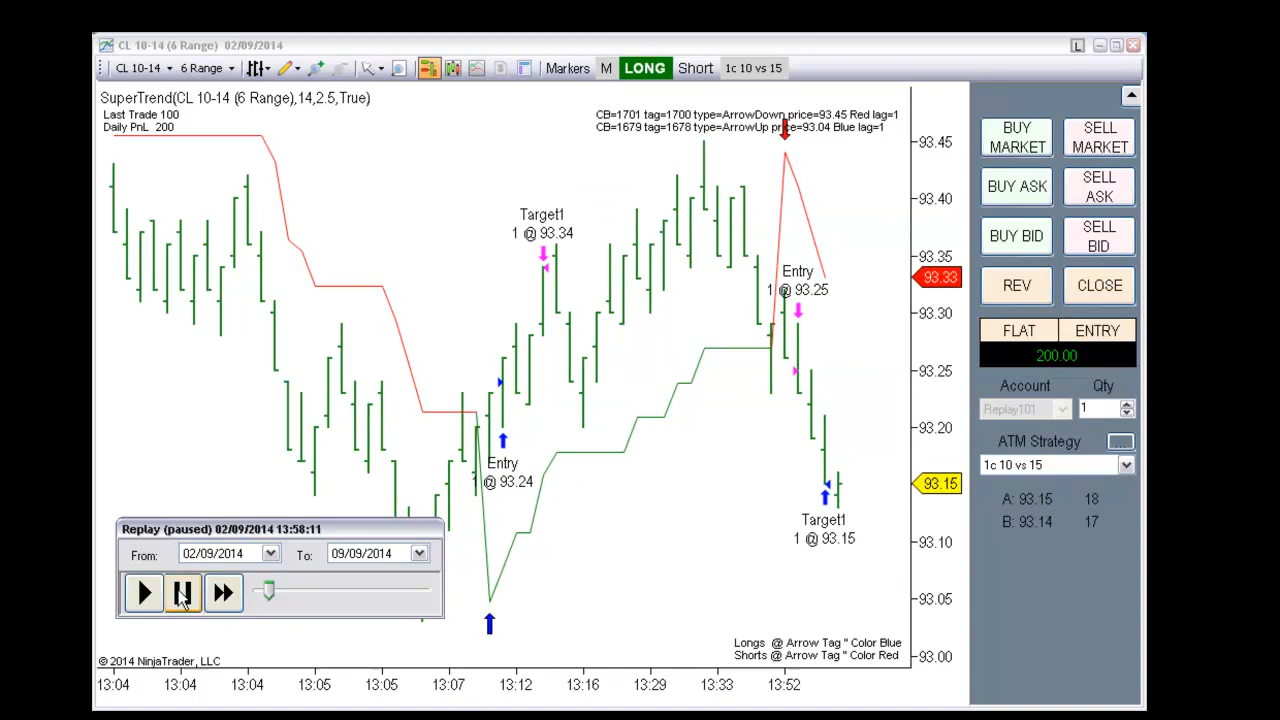 CL 10-14 (6 Range)  02/09/2014
L
CL 10-14
6 Range
Markers
M
LONG
Short
1c 10 vs 15
SuperTrend(CL 10-14 (6 Range),14,2.5,True)
Last Trade 100
Daily PnL  200
CB=1701 tag=1700 type=ArrowDown price=93.45 Red lag=1
CB=1679 tag=1678 type=ArrowUp price=93.04 Blue lag=1
Target1
1 @ 93.34
Entry
1 @ 93.25
Entry
1 @ 93.24
Target1
1 @ 93.15
93.45
93.40
93.35
93.33
93.30
93.25
93.20
93.15
93.10
93.05
93.00
BUY
MARKET
SELL
MARKET
BUY ASK
SELL
ASK
BUY BID
SELL
BID
REV
CLOSE
FLAT
ENTRY
200.00
Account
Qty
Replay101
1
ATM Strategy
...
1c 10 vs 15
A: 93.15
18
B: 93.14
17
Replay (paused) 02/09/2014 13:58:11
From:
02/09/2014
To:
09/09/2014
Longs  @ Arrow Tag " Color Blue
Shorts @ Arrow Tag " Color Red
© 2014 NinjaTrader, LLC
13:04
13:04
13:04
13:05
13:05
13:07
13:12
13:16
13:29
13:33
13:52